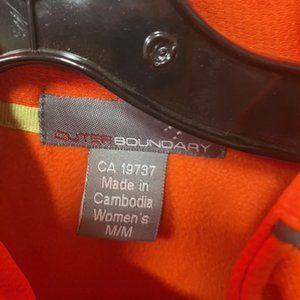 OUTERBOUNDARY
CA 19737
Made in
Cambodia
Women's
M/M